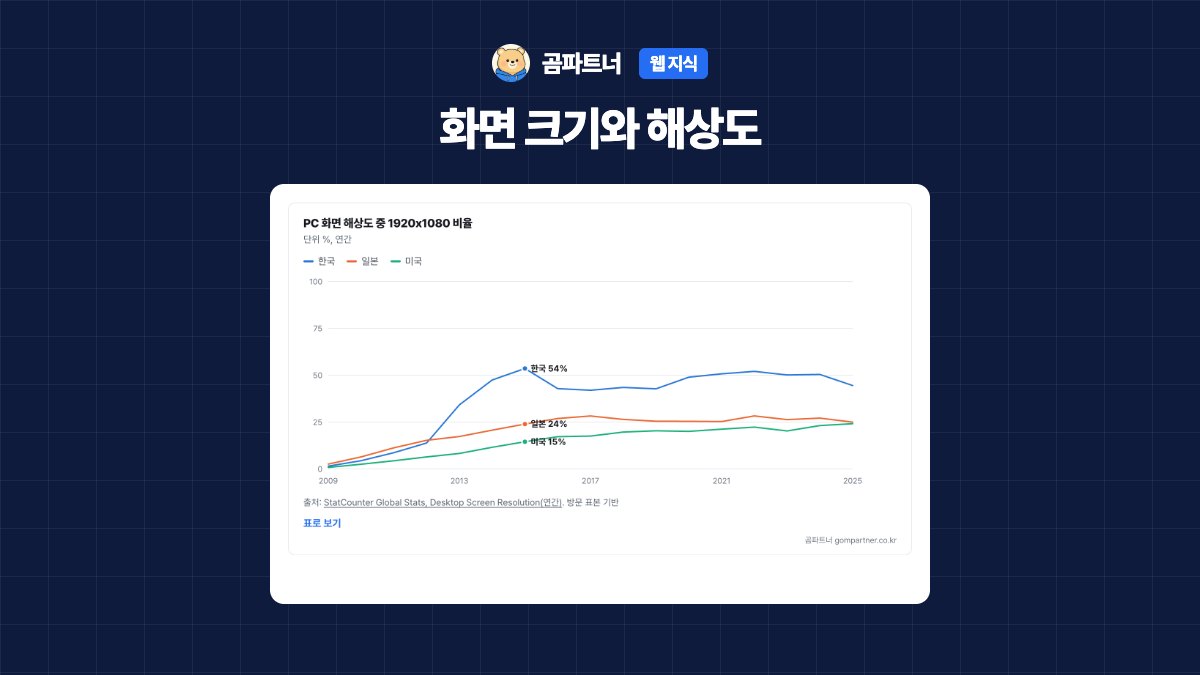 곰파트너 웹 지식
화면 크기와 해상도
PC 화면 해상도 중 1920x1080 비율
단위 %, 연간
한국 일본 미국
100
75
50
25
0
한국 54%
일본 24%
미국 15%
2009 2013 2017 2021 2025
출처: StatCounter Global Stats, Desktop Screen Resolution(연간). 방문 표본 기반
표로 보기
곰파트너 gompartner.co.kr